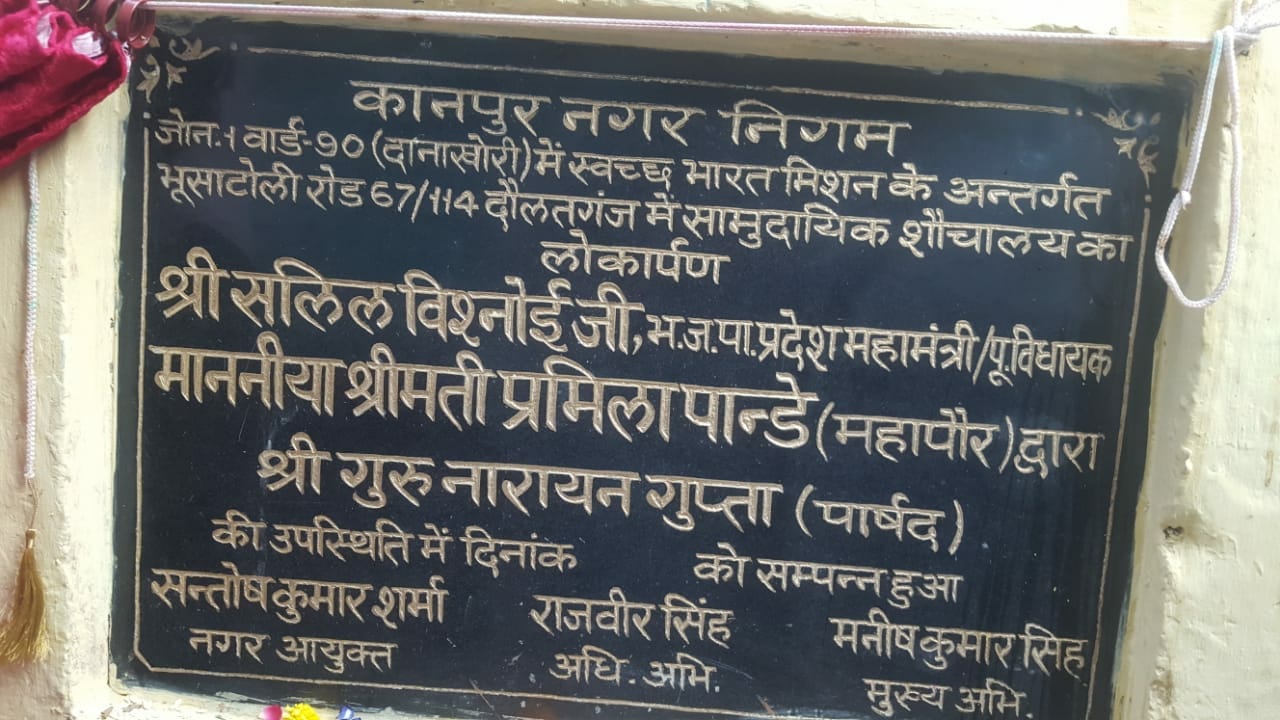 कानपुर नगर निगम
जोन.1 वार्ड-90 (दानाखोरी) में स्वच्छ भारत मिशन के अन्तर्गत
भूसाटोली रोड 67/114 दौलतगंज में सामुदायिक शौचालय का
लोकार्पण
श्री सलिल विश्नोई जी, भ.ज.पा.प्रदेश महामंत्री/पू.विधायक
माननीया श्रीमती प्रमिला पान्डे (महापौर) द्वारा
श्री गुरु नारायन गुप्ता (पार्षद)
की उपस्थिति में दिनांक को सम्पन्न हुआ
सन्तोष कुमार शर्मा राजवीर सिंह मनीष कुमार सिह
नगर आयुक्त अधि. अभि. मुख्य अभि.